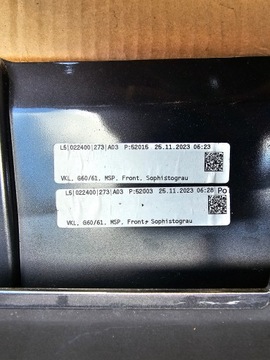 L5|022400|273|A03 P:52016 25.11.2023 06:23
VKL, G60/61, MSP, Front, Sophistograu
L5|022400|273|A03 P:52003 25.11.2023 06:28 Po
VKL, G60/61, MSP, Front, Sophistograu